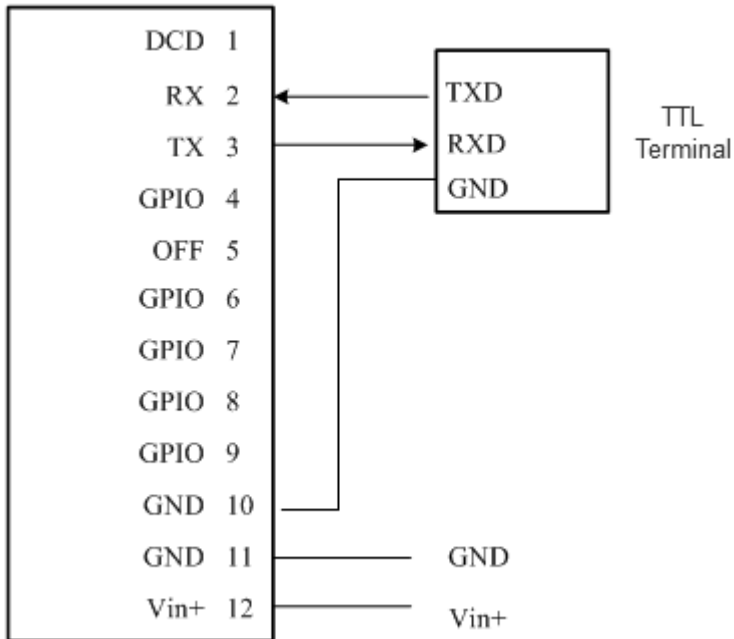 DCD 1
RX 2
TX 3
GPIO 4
OFF 5
GPIO 6
GPIO 7
GPIO 8
GPIO 9
GND 10
GND 11
Vin+ 12
TXD
RXD
GND
TTL
Terminal
GND
Vin+